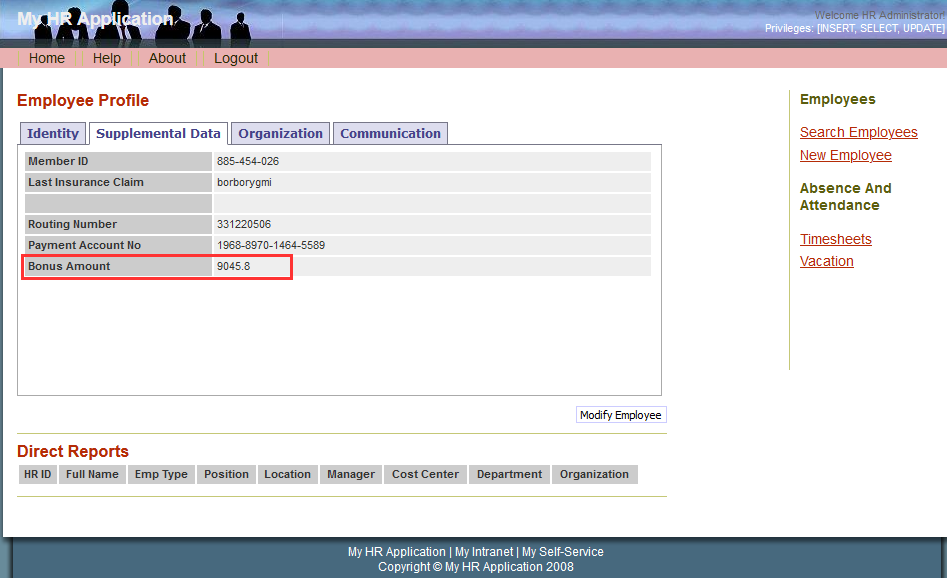 My HR Application
Welcome HR Administrator!
Privileges: [INSERT, SELECT, UPDATE]
Home Help About Logout
Employee Profile
Identity Supplemental Data Organization Communication
Member ID 885-454-026
Last Insurance Claim borborygmi
Routing Number 331220506
Payment Account No 1968-8970-1464-5589
Bonus Amount 9045.8
Modify Employee
Direct Reports
HR ID Full Name Emp Type Position Location Manager Cost Center Department Organization
Employees
Search Employees
New Employee
Absence And
Attendance
Timesheets
Vacation
My HR Application | My Intranet | My Self-Service
Copyright © My HR Application 2008